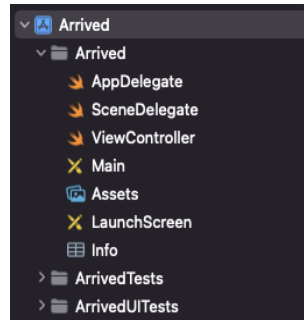 Arrived
Arrived
AppDelegate
SceneDelegate
ViewController
Main
Assets
LaunchScreen
Info
ArrivedTests
ArrivedUITests